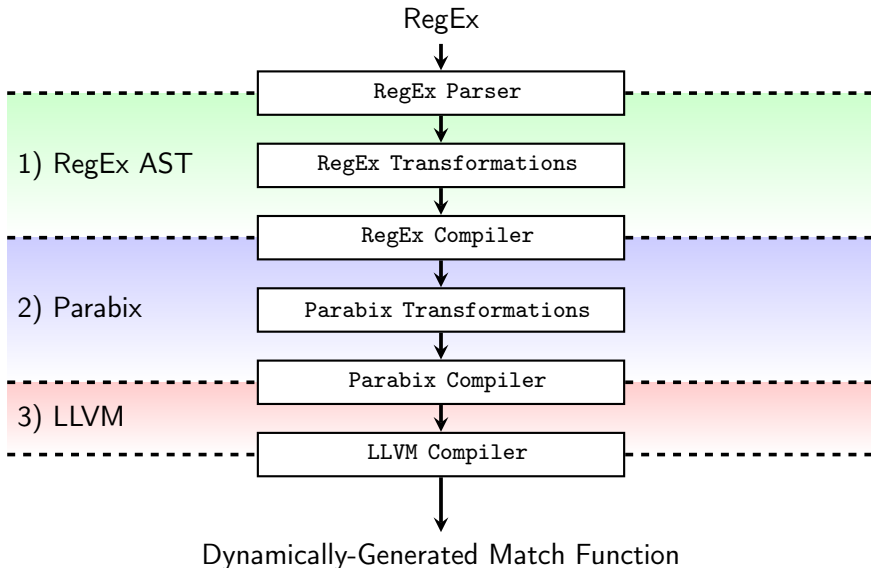 RegEx
RegEx Parser
1) RegEx AST
RegEx Transformations
RegEx Compiler
2) Parabix
Parabix Transformations
Parabix Compiler
3) LLVM
LLVM Compiler
Dynamically-Generated Match Function